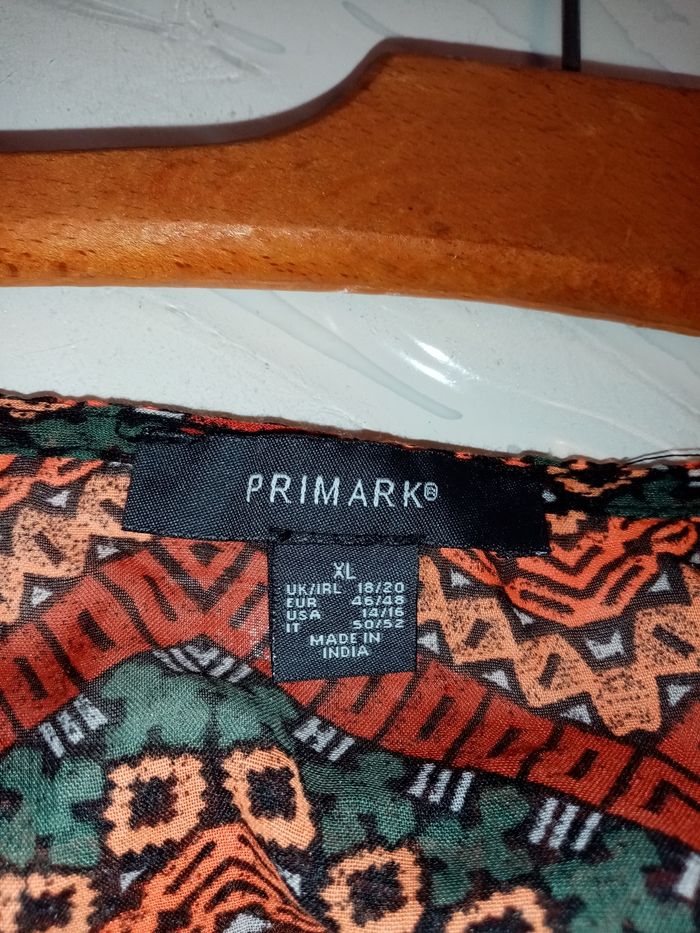 PRIMARK®
XL
UK/IRL 18/20
EUR 46/48
USA 14/16
IT 50/52
MADE IN
INDIA